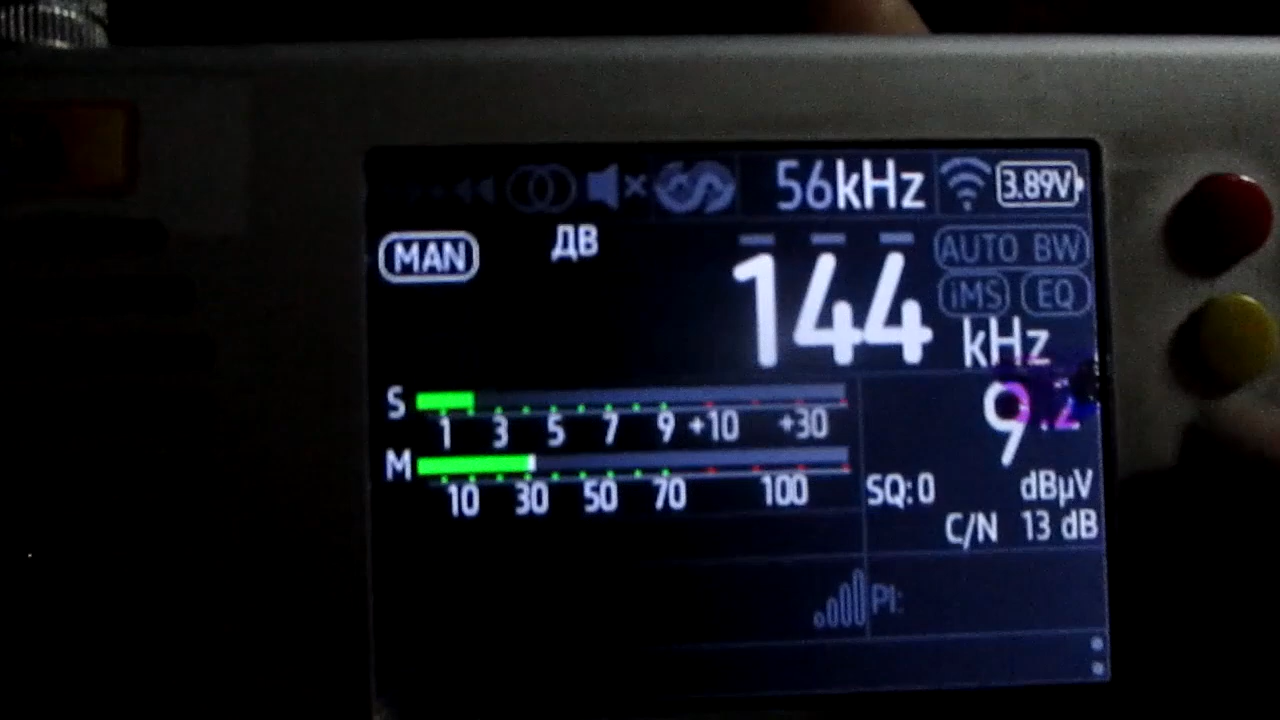 56kHz 3.89V
MAN ДВ 144 kHz AUTO BW
iMS EQ
S 1 3 5 7 9 +10 +30
M 10 30 50 70 100
9.2 dBµV
SQ:0
C/N 13 dB
PI: